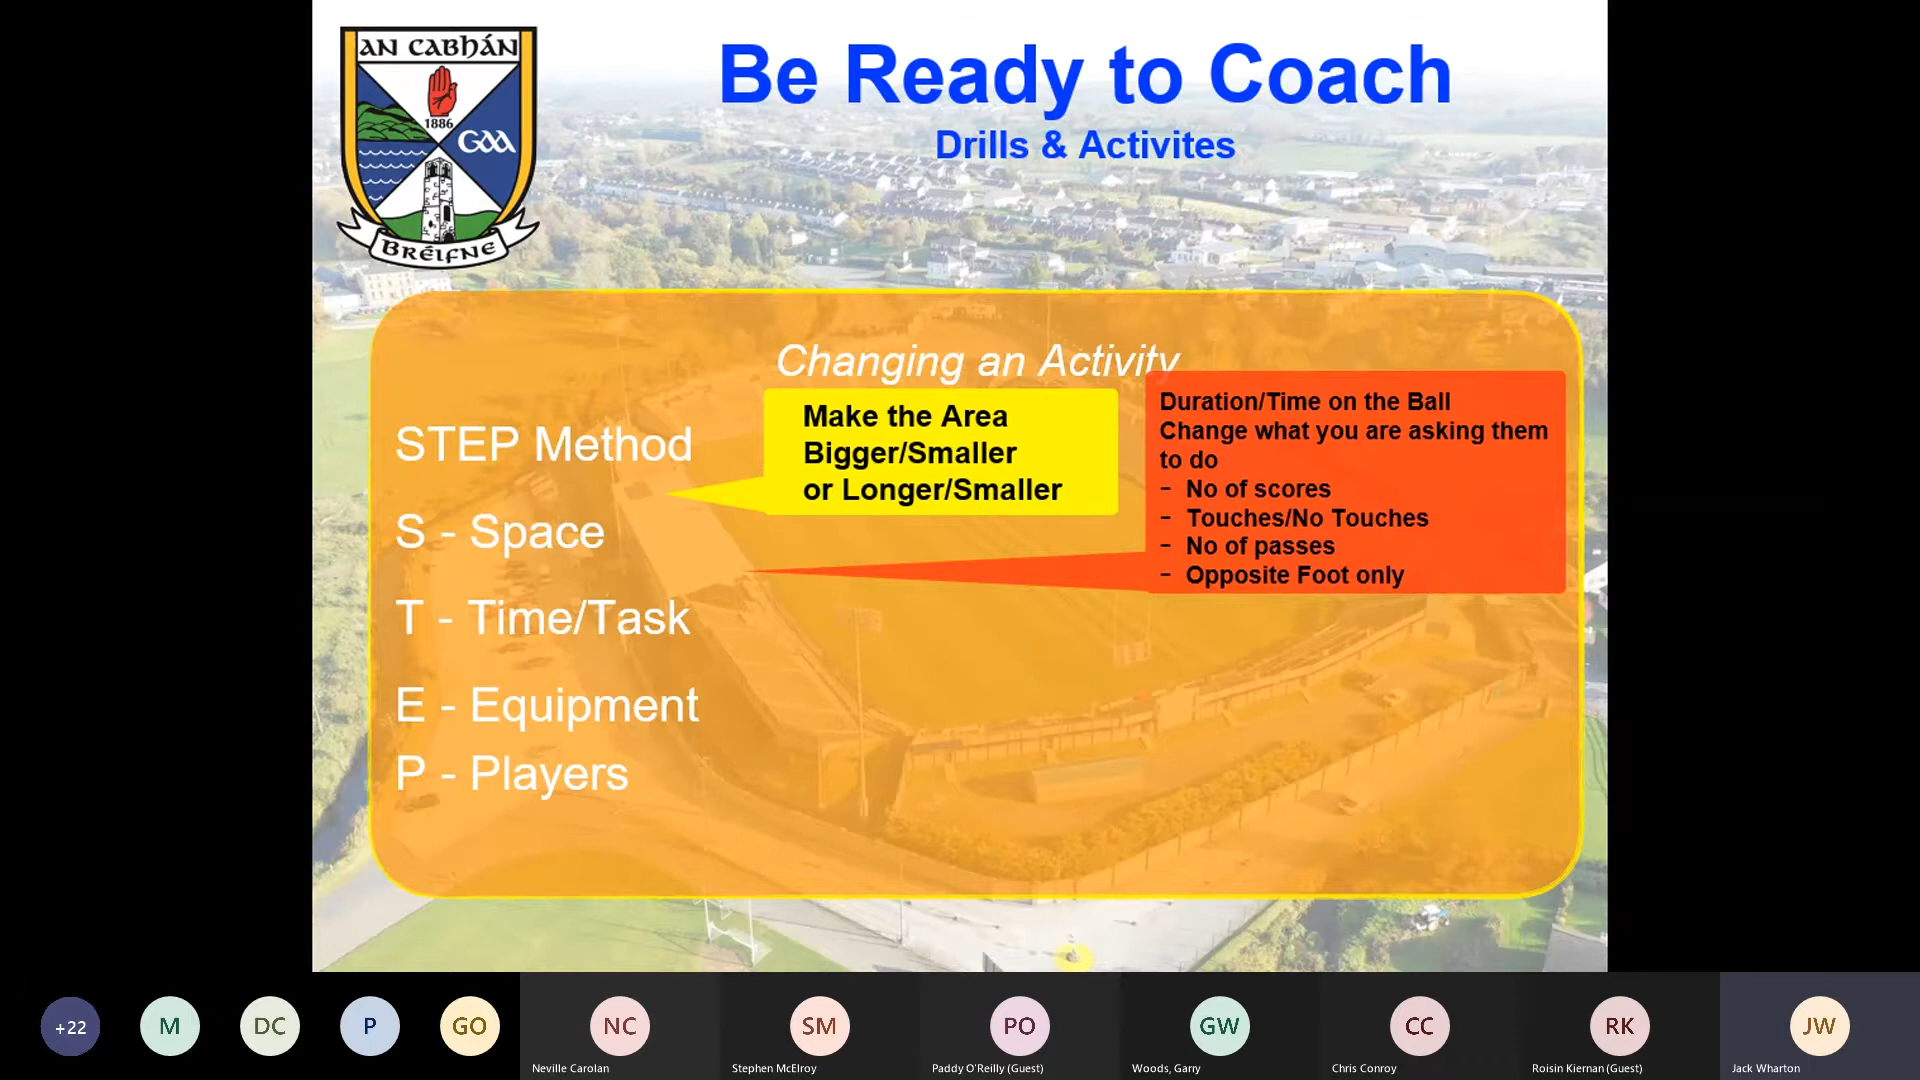 AN CABHÁN
1886
GAA
BRÉIFNE
Be Ready to Coach
Drills & Activites
Changing an Activity
STEP Method
S - Space
T - Time/Task
E - Equipment
P - Players
Make the Area
Bigger/Smaller
or Longer/Smaller
Duration/Time on the Ball
Change what you are asking them
to do
- No of scores
- Touches/No Touches
- No of passes
- Opposite Foot only
+22
M
DC
P
GO
NC
Neville Carolan
SM
Stephen McElroy
PO
Paddy O'Reilly (Guest)
GW
Woods, Garry
CC
Chris Conroy
RK
Roisin Kiernan (Guest)
JW
Jack Wharton